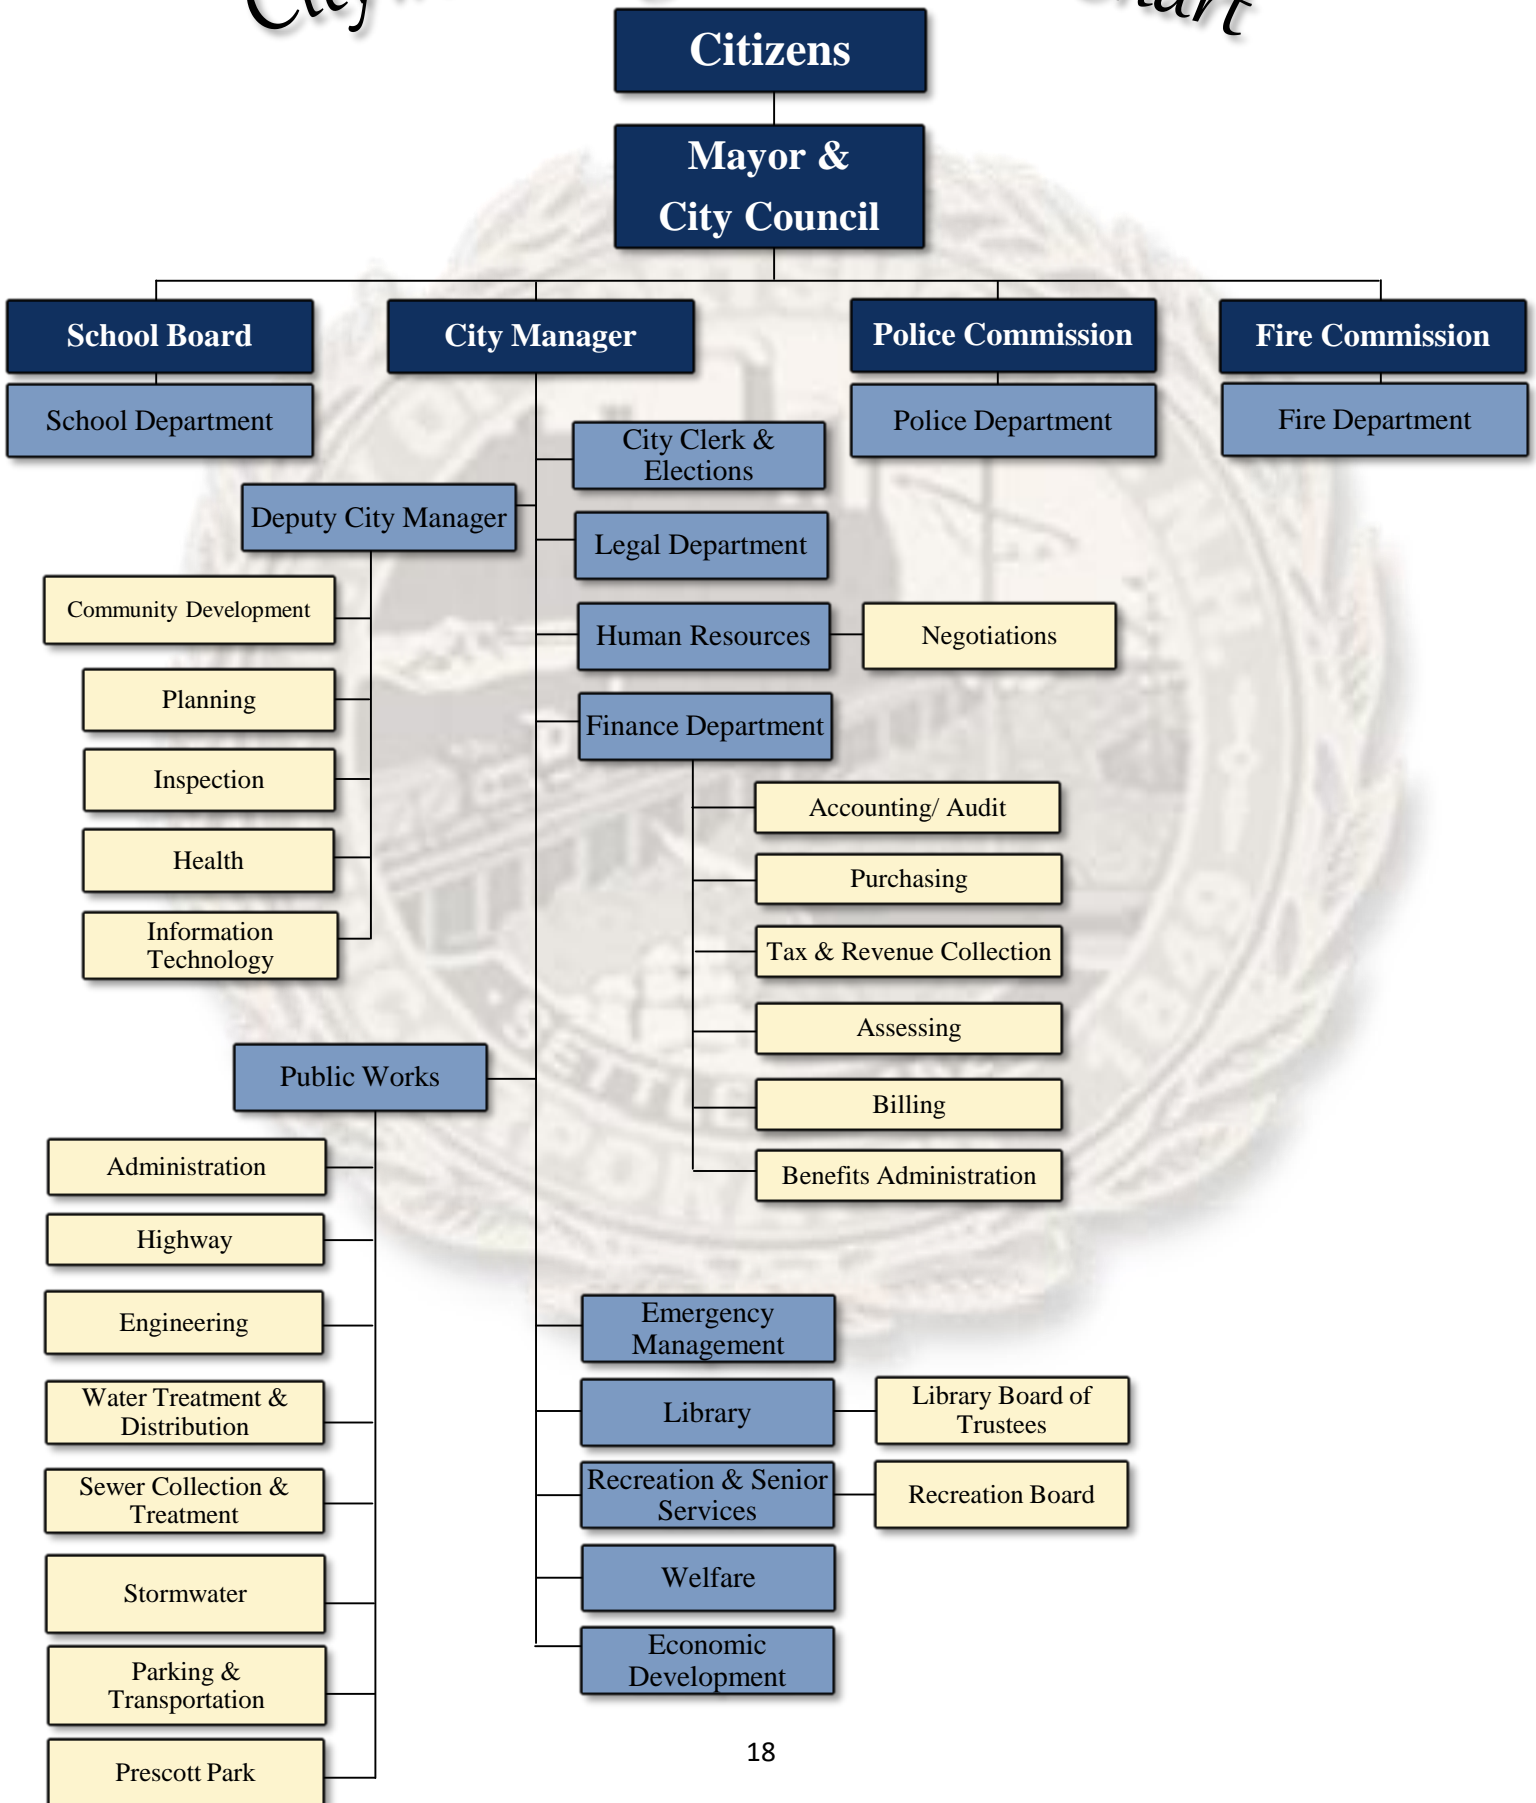 Citizens
Mayor &
City Council
School Board
City Manager
Police Commission
Fire Commission
School Department
Police Department
Fire Department
City Clerk &
Elections
Deputy City Manager
Legal Department
Community Development
Human Resources
Negotiations
Planning
Finance Department
Inspection
Accounting/ Audit
Health
Purchasing
Information
Technology
Tax & Revenue Collection
Assessing
Public Works
Billing
Administration
Benefits Administration
Highway
Engineering
Emergency
Management
Water Treatment &
Distribution
Library
Library Board of
Trustees
Sewer Collection &
Treatment
Recreation & Senior
Services
Recreation Board
Stormwater
Welfare
Parking &
Transportation
Economic
Development
Prescott Park
18